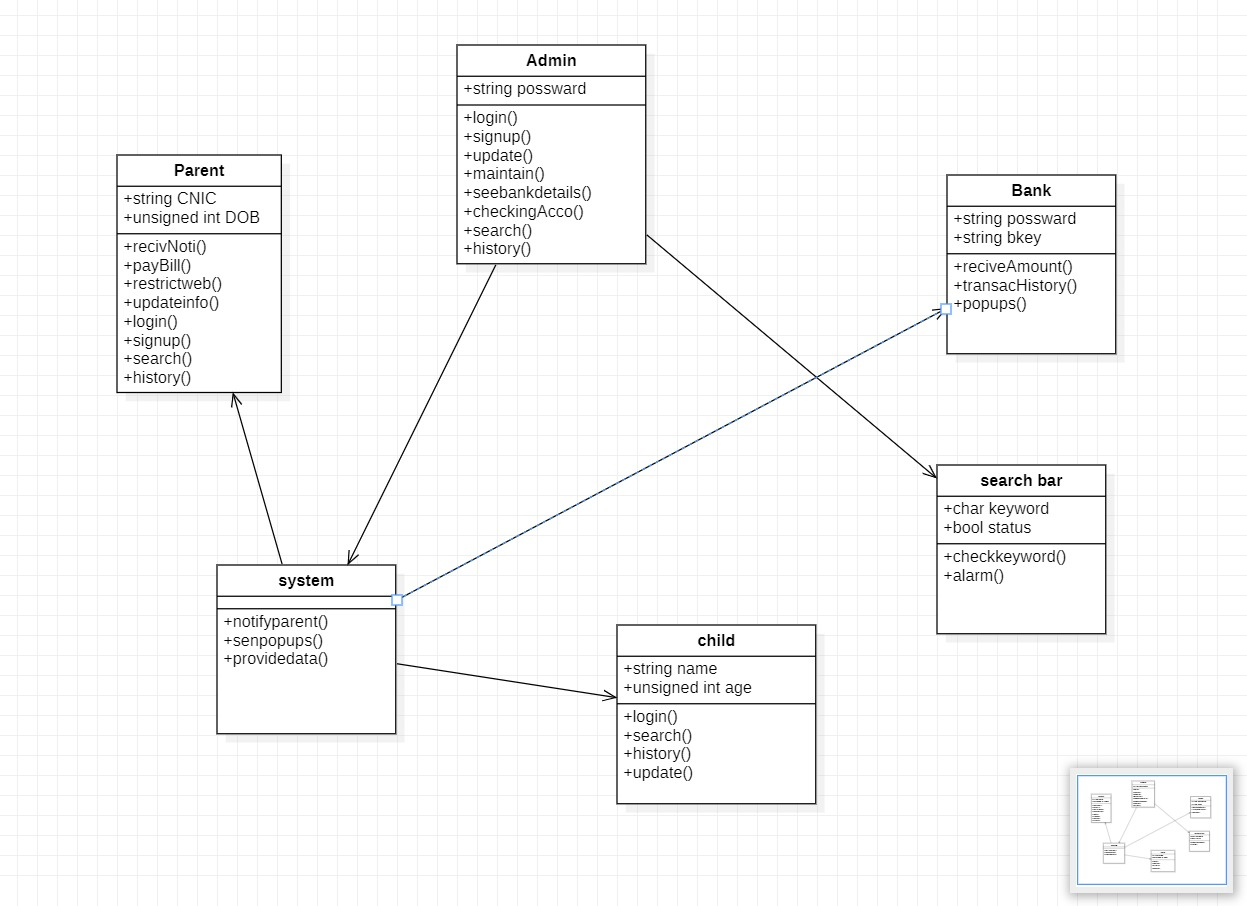 Admin
+string possward
+login()
+signup()
+update()
+maintain()
+seebankdetails()
+checkingAcco()
+search()
+history()
Parent
+string CNIC
+unsigned int DOB
+recivNoti()
+payBill()
+restrictweb()
+updateinfo()
+login()
+signup()
+search()
+history()
Bank
+string possward
+string bkey
+reciveAmount()
+transacHistory()
+popups()
search bar
+char keyword
+bool status
+checkkeyword()
+alarm()
system
+notifyparent()
+senpopups()
+providedata()
child
+string name
+unsigned int age
+login()
+search()
+history()
+update()